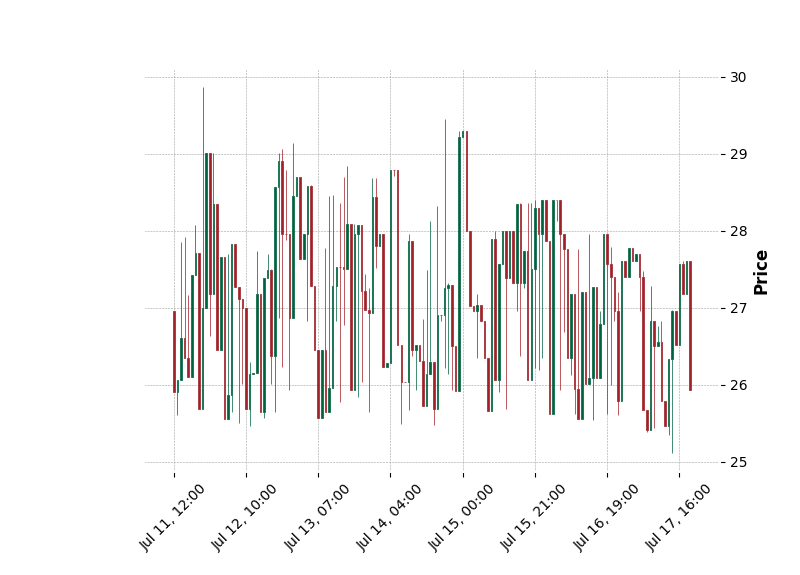 30
29
28
27
26
25
Price
Jul 11, 12:00
Jul 12, 10:00
Jul 13, 07:00
Jul 14, 04:00
Jul 15, 00:00
Jul 15, 21:00
Jul 16, 19:00
Jul 17, 16:00